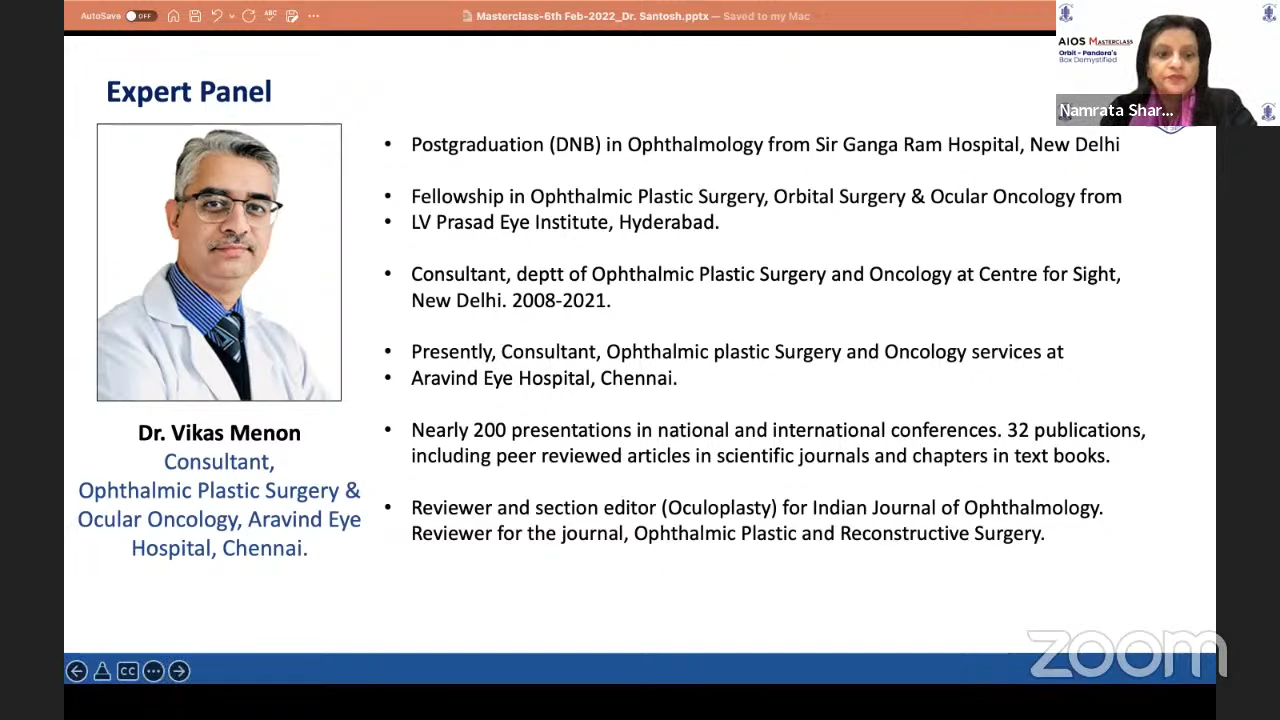 AutoSave OFF
Masterclass-6th Feb-2022_Dr. Santosh.pptx — Saved to my Mac
AIOS MASTERCLASS
Orbit - Pandora's
Box Demystified
Namrata Shar...
Expert Panel
• Postgraduation (DNB) in Ophthalmology from Sir Ganga Ram Hospital, New Delhi
• Fellowship in Ophthalmic Plastic Surgery, Orbital Surgery & Ocular Oncology from
• LV Prasad Eye Institute, Hyderabad.
• Consultant, deptt of Ophthalmic Plastic Surgery and Oncology at Centre for Sight,
New Delhi. 2008-2021.
• Presently, Consultant, Ophthalmic plastic Surgery and Oncology services at
• Aravind Eye Hospital, Chennai.
• Nearly 200 presentations in national and international conferences. 32 publications,
including peer reviewed articles in scientific journals and chapters in text books.
• Reviewer and section editor (Oculoplasty) for Indian Journal of Ophthalmology.
Reviewer for the journal, Ophthalmic Plastic and Reconstructive Surgery.
Dr. Vikas Menon
Consultant,
Ophthalmic Plastic Surgery &
Ocular Oncology, Aravind Eye
Hospital, Chennai.
CC
zoom